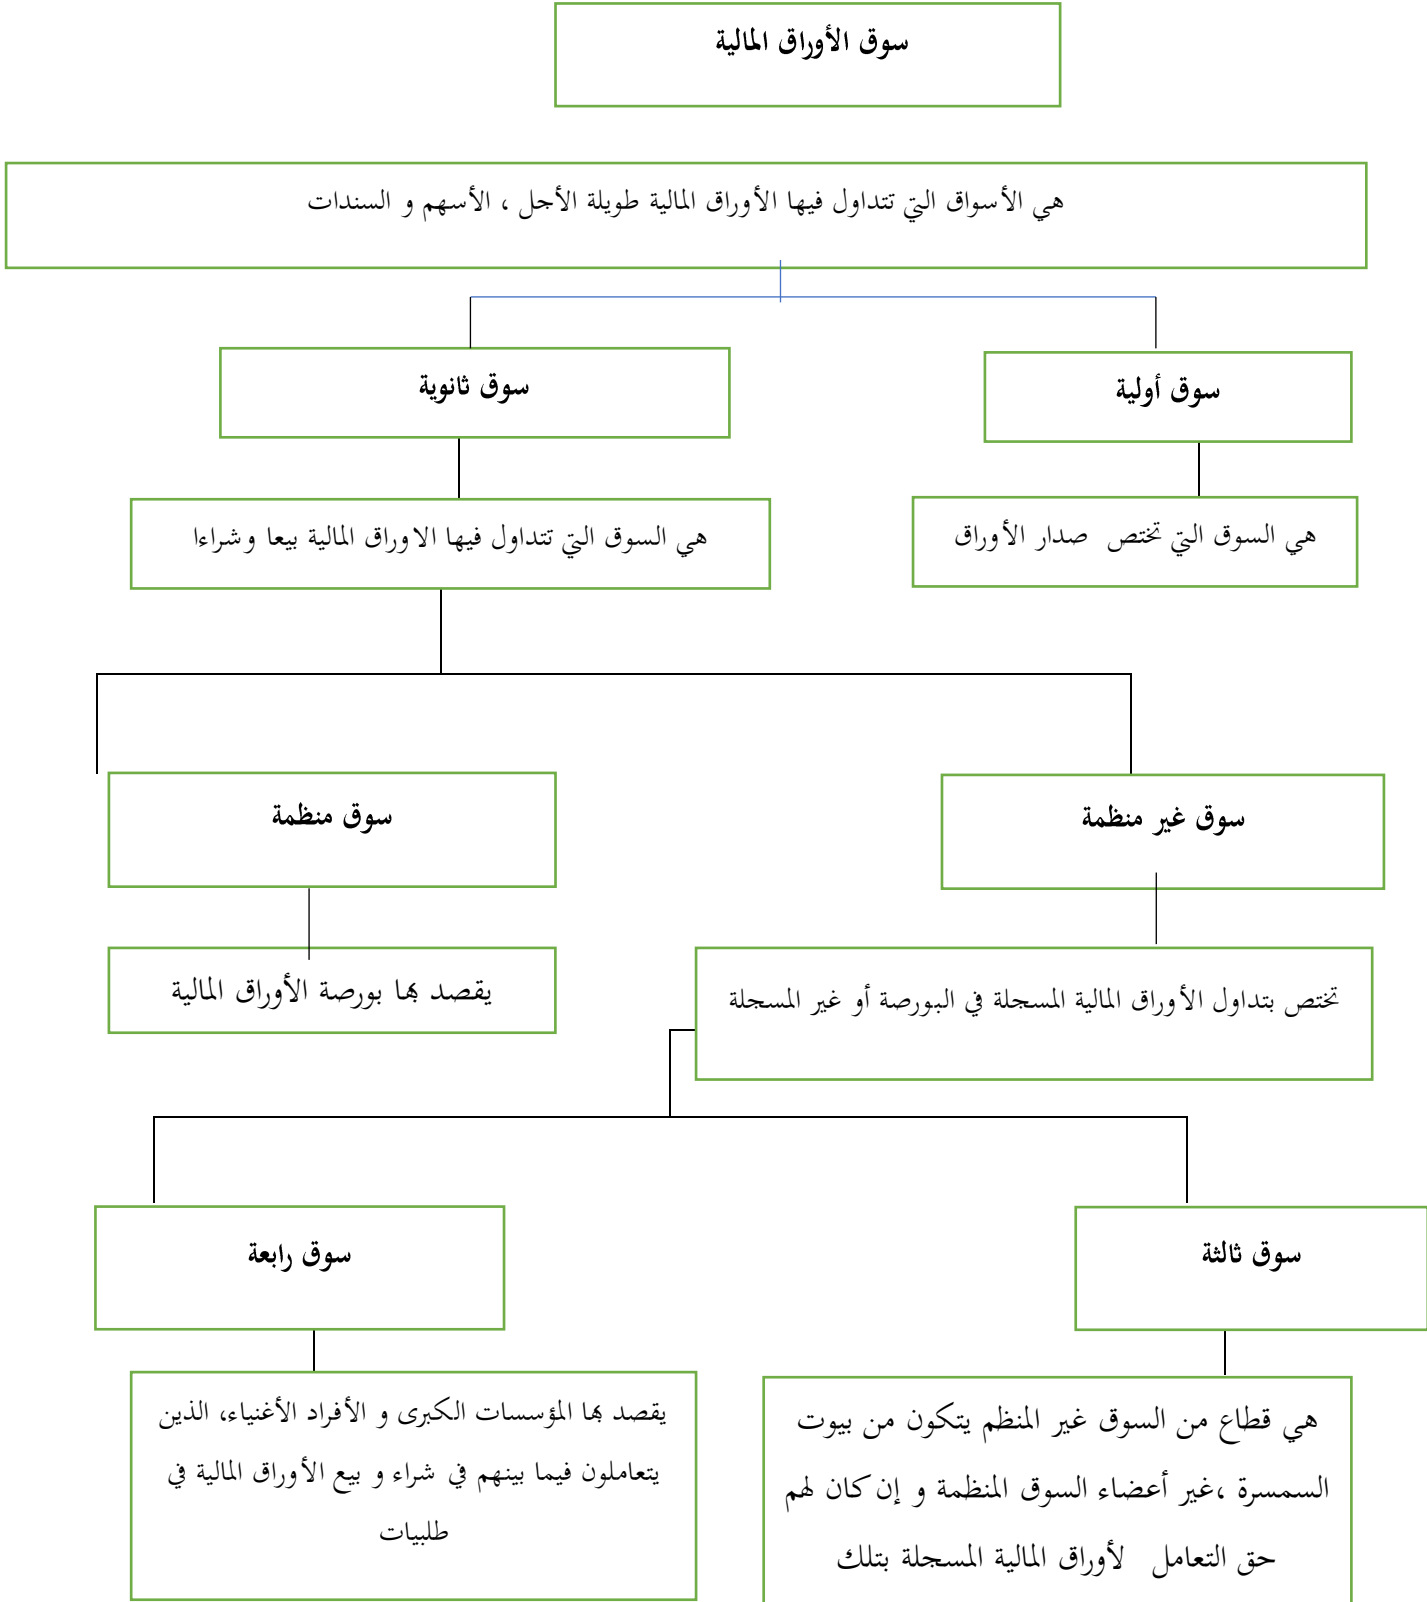 سوق الأوراق المالية
هي الأسواق التي تتداول فيها الأوراق المالية طويلة الأجل ، الأسهم و السندات
سوق أولية
سوق ثانوية
هي السوق التي تختص صدار الأوراق
هي السوق التي تتداول فيها الاوراق المالية بيعا وشراءا
سوق غير منظمة
سوق منظمة
تختص بتداول الأوراق المالية المسجلة في البورصة أو غير المسجلة
يقصد بها بورصة الأوراق المالية
سوق ثالثة
سوق رابعة
هي قطاع من السوق غير المنظم يتكون من بيوت
السمسرة ،غير أعضاء السوق المنظمة و إن كان لهم
حق التعامل لأوراق المالية المسجلة بتلك
يقصد بها المؤسسات الكبرى و الأفراد الأغنياء، الذين
يتعاملون فيما بينهم في شراء و بيع الأوراق المالية في
طلبيات